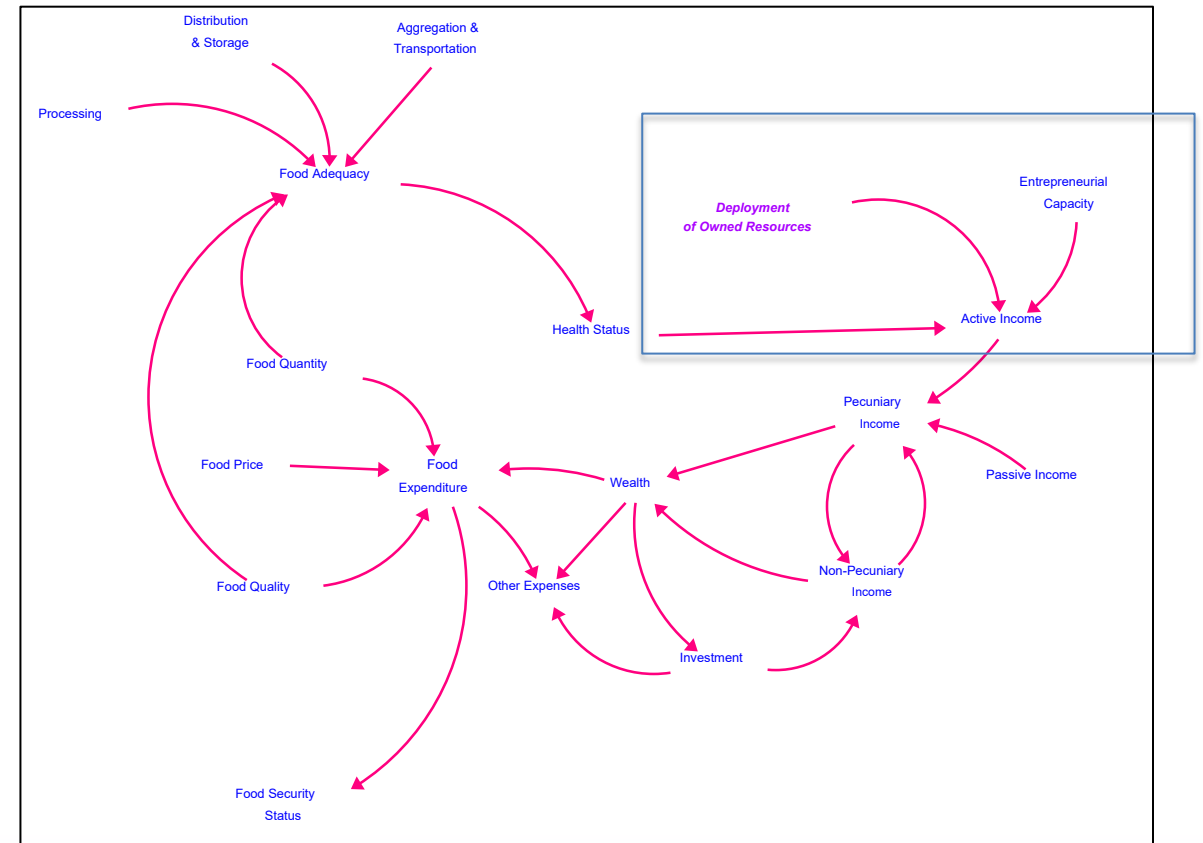 Distribution
& Storage
Aggregation &
Transportation
Processing
Food Adequacy
Entrepreneurial
Capacity
Deployment
of Owned Resources
Active Income
Health Status
Food Quantity
Pecuniary
Income
Food Price
Food
Expenditure
Wealth
Passive Income
Food Quality
Other Expenses
Non-Pecuniary
Income
Investment
Food Security
Status